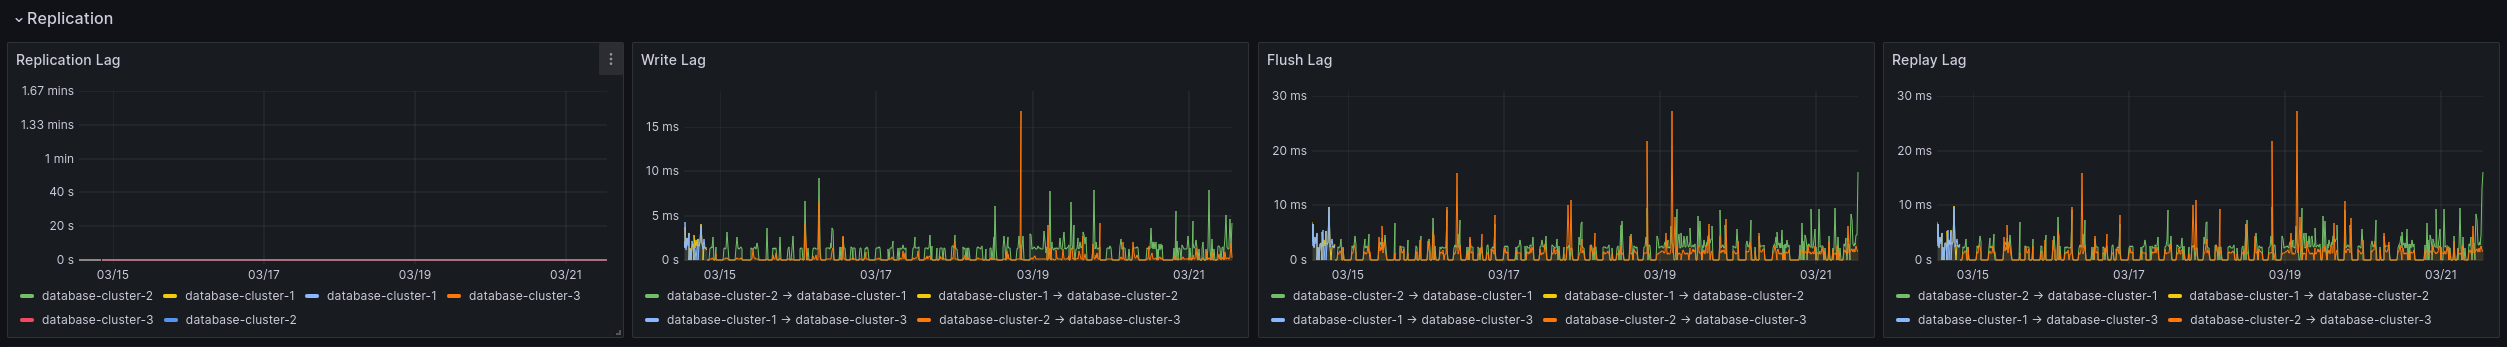 Replication
Replication Lag
1.67 mins
1.33 mins
1 min
40 s
20 s
0 s
03/15 03/17 03/19 03/21
database-cluster-2 database-cluster-1 database-cluster-1 database-cluster-3
database-cluster-3 database-cluster-2
Write Lag
15 ms
10 ms
5 ms
0 s
03/15 03/17 03/19 03/21
database-cluster-2 → database-cluster-1 database-cluster-1 → database-cluster-2
database-cluster-1 → database-cluster-3 database-cluster-2 → database-cluster-3
Flush Lag
30 ms
20 ms
10 ms
0 s
03/15 03/17 03/19 03/21
database-cluster-2 → database-cluster-1 database-cluster-1 → database-cluster-2
database-cluster-1 → database-cluster-3 database-cluster-2 → database-cluster-3
Replay Lag
30 ms
20 ms
10 ms
0 s
03/15 03/17 03/19 03/21
database-cluster-2 → database-cluster-1 database-cluster-1 → database-cluster-2
database-cluster-1 → database-cluster-3 database-cluster-2 → database-cluster-3